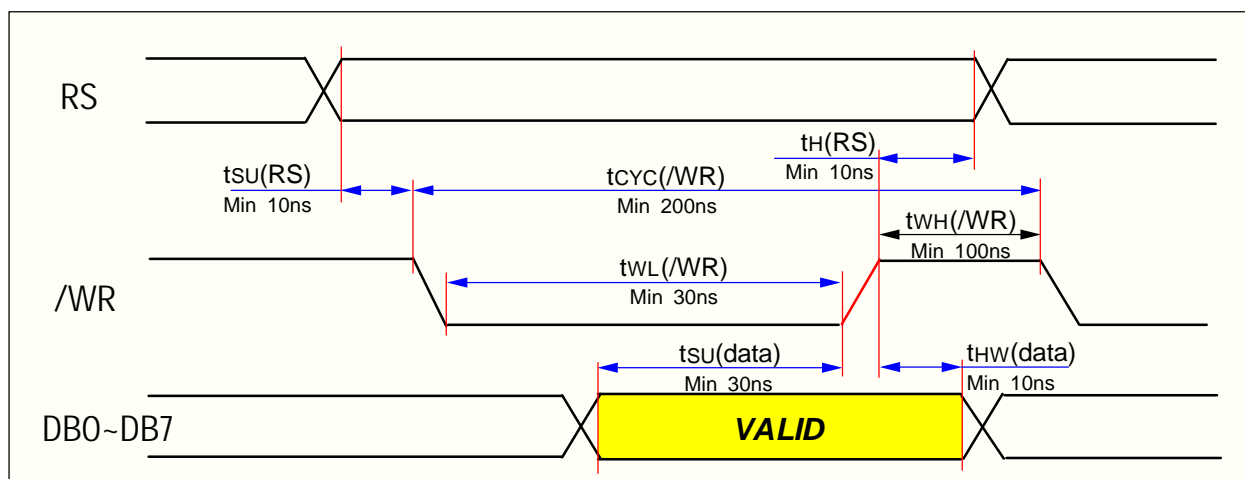 RS
tH(RS)
Min 10ns
tSU(RS)
Min 10ns
tCYC(/WR)
Min 200ns
tWH(/WR)
Min 100ns
/WR
tWL(/WR)
Min 30ns
tSU(data)
Min 30ns
tHW(data)
Min 10ns
DB0~DB7
VALID